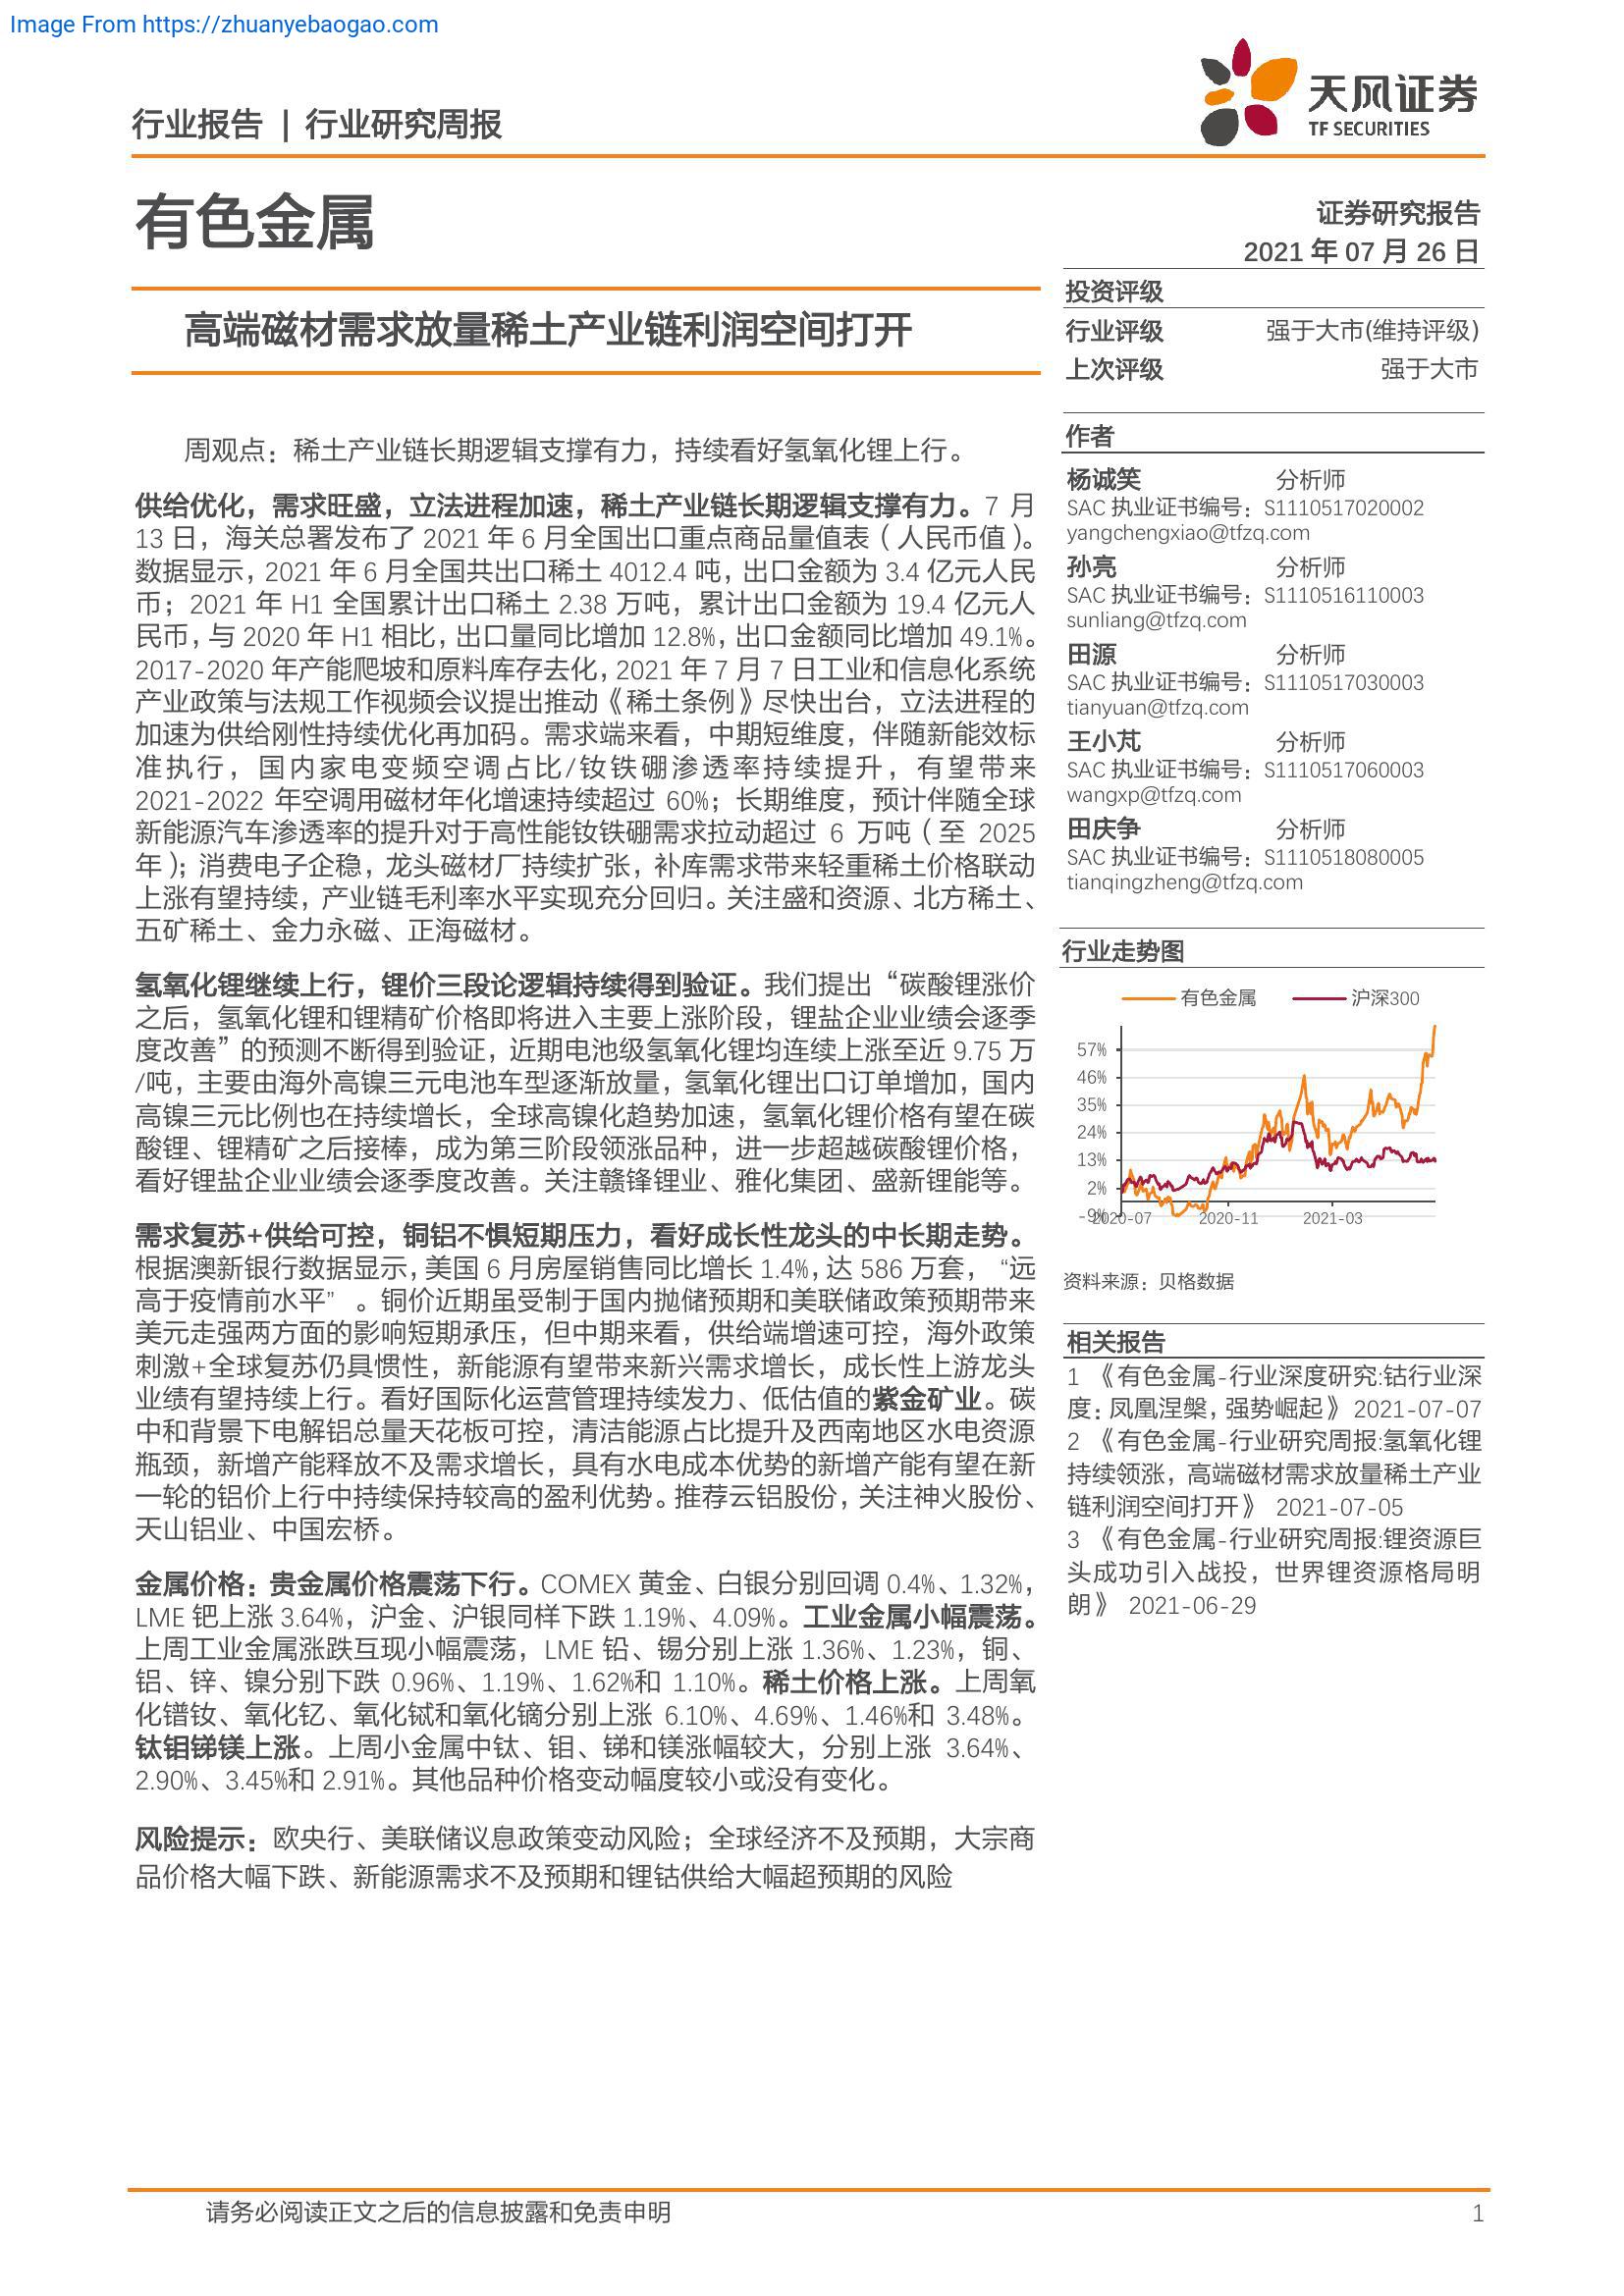 Image From https://zhuanyebaogao.com
行业报告 | 行业研究周报
天风证券
TF SECURITIES
有色金属
证券研究报告
2021 年 07 月 26 日
高端磁材需求放量稀土产业链利润空间打开
周观点：稀土产业链长期逻辑支撑有力，持续看好氢氧化锂上行。
供给优化，需求旺盛，立法进程加速，稀土产业链长期逻辑支撑有力。7 月
13 日，海关总署发布了 2021 年 6 月全国出口重点商品量值表（人民币值）。
数据显示，2021 年 6 月全国共出口稀土 4012.4 吨，出口金额为 3.4 亿元人民
币；2021 年 H1 全国累计出口稀土 2.38 万吨，累计出口金额为 19.4 亿元人
民币，与 2020 年 H1 相比，出口量同比增加 12.8%，出口金额同比增加 49.1%。
2017-2020 年产能爬坡和原料库存去化，2021 年 7 月 7 日工业和信息化系统
产业政策与法规工作视频会议提出推动《稀土条例》尽快出台，立法进程的
加速为供给刚性持续优化再加码。需求端来看，中期短维度，伴随新能效标
准执行，国内家电变频空调占比/钕铁硼渗透率持续提升，有望带来
2021-2022 年空调用磁材年化增速持续超过 60%；长期维度，预计伴随全球
新能源汽车渗透率的提升对于高性能钕铁硼需求拉动超过 6 万吨（至 2025
年）；消费电子企稳，龙头磁材厂持续扩张，补库需求带来轻重稀土价格联动
上涨有望持续，产业链毛利率水平实现充分回归。关注盛和资源、北方稀土、
五矿稀土、金力永磁、正海磁材。
氢氧化锂继续上行，锂价三段论逻辑持续得到验证。我们提出“碳酸锂涨价
之后，氢氧化锂和锂精矿价格即将进入主要上涨阶段，锂盐企业业绩会逐季
度改善”的预测不断得到验证，近期电池级氢氧化锂均连续上涨至近 9.75 万
/吨，主要由海外高镍三元电池车型逐渐放量，氢氧化锂出口订单增加，国内
高镍三元比例也在持续增长，全球高镍化趋势加速，氢氧化锂价格有望在碳
酸锂、锂精矿之后接棒，成为第三阶段领涨品种，进一步超越碳酸锂价格，
看好锂盐企业业绩会逐季度改善。关注赣锋锂业、雅化集团、盛新锂能等。
需求复苏+供给可控，铜铝不惧短期压力，看好成长性龙头的中长期走势。
根据澳新银行数据显示，美国 6 月房屋销售同比增长 1.4%，达 586 万套，“远
高于疫情前水平” 。铜价近期虽受制于国内抛储预期和美联储政策预期带来
美元走强两方面的影响短期承压，但中期来看，供给端增速可控，海外政策
刺激+全球复苏仍具惯性，新能源有望带来新兴需求增长，成长性上游龙头
业绩有望持续上行。看好国际化运营管理持续发力、低估值的紫金矿业。碳
中和背景下电解铝总量天花板可控，清洁能源占比提升及西南地区水电资源
瓶颈，新增产能释放不及需求增长，具有水电成本优势的新增产能有望在新
一轮的铝价上行中持续保持较高的盈利优势。推荐云铝股份，关注神火股份、
天山铝业、中国宏桥。
金属价格：贵金属价格震荡下行。COMEX 黄金、白银分别回调 0.4%、1.32%，
LME 钯上涨 3.64%，沪金、沪银同样下跌 1.19%、4.09%。工业金属小幅震荡。
上周工业金属涨跌互现小幅震荡，LME 铅、锡分别上涨 1.36%、1.23%，铜、
铝、锌、镍分别下跌 0.96%、1.19%、1.62%和 1.10%。稀土价格上涨。上周氧
化镨钕、氧化钇、氧化铽和氧化镝分别上涨 6.10%、4.69%、1.46%和 3.48%。
钛钼锑镁上涨。上周小金属中钛、钼、锑和镁涨幅较大，分别上涨 3.64%、
2.90%、3.45%和 2.91%。其他品种价格变动幅度较小或没有变化。
风险提示：欧央行、美联储议息政策变动风险；全球经济不及预期，大宗商
品价格大幅下跌、新能源需求不及预期和锂钴供给大幅超预期的风险
投资评级
行业评级 强于大市(维持评级)
上次评级 强于大市
作者
杨诚笑 分析师
SAC 执业证书编号：S1110517020002
yangchengxiao@tfzq.com
孙亮 分析师
SAC 执业证书编号：S1110516110003
sunliang@tfzq.com
田源 分析师
SAC 执业证书编号：S1110517030003
tianyuan@tfzq.com
王小芃 分析师
SAC 执业证书编号：S1110517060003
wangxp@tfzq.com
田庆争 分析师
SAC 执业证书编号：S1110518080005
tianqingzheng@tfzq.com
行业走势图
有色金属 沪深300
57%
46%
35%
24%
13%
2%
-9%
2020-07 2020-11 2021-03
资料来源：贝格数据
相关报告
1 《有色金属-行业深度研究:钴行业深
度：凤凰涅槃，强势崛起》 2021-07-07
2 《有色金属-行业研究周报:氢氧化锂
持续领涨，高端磁材需求放量稀土产业
链利润空间打开》 2021-07-05
3 《有色金属-行业研究周报:锂资源巨
头成功引入战投，世界锂资源格局明
朗》 2021-06-29
请务必阅读正文之后的信息披露和免责申明 1